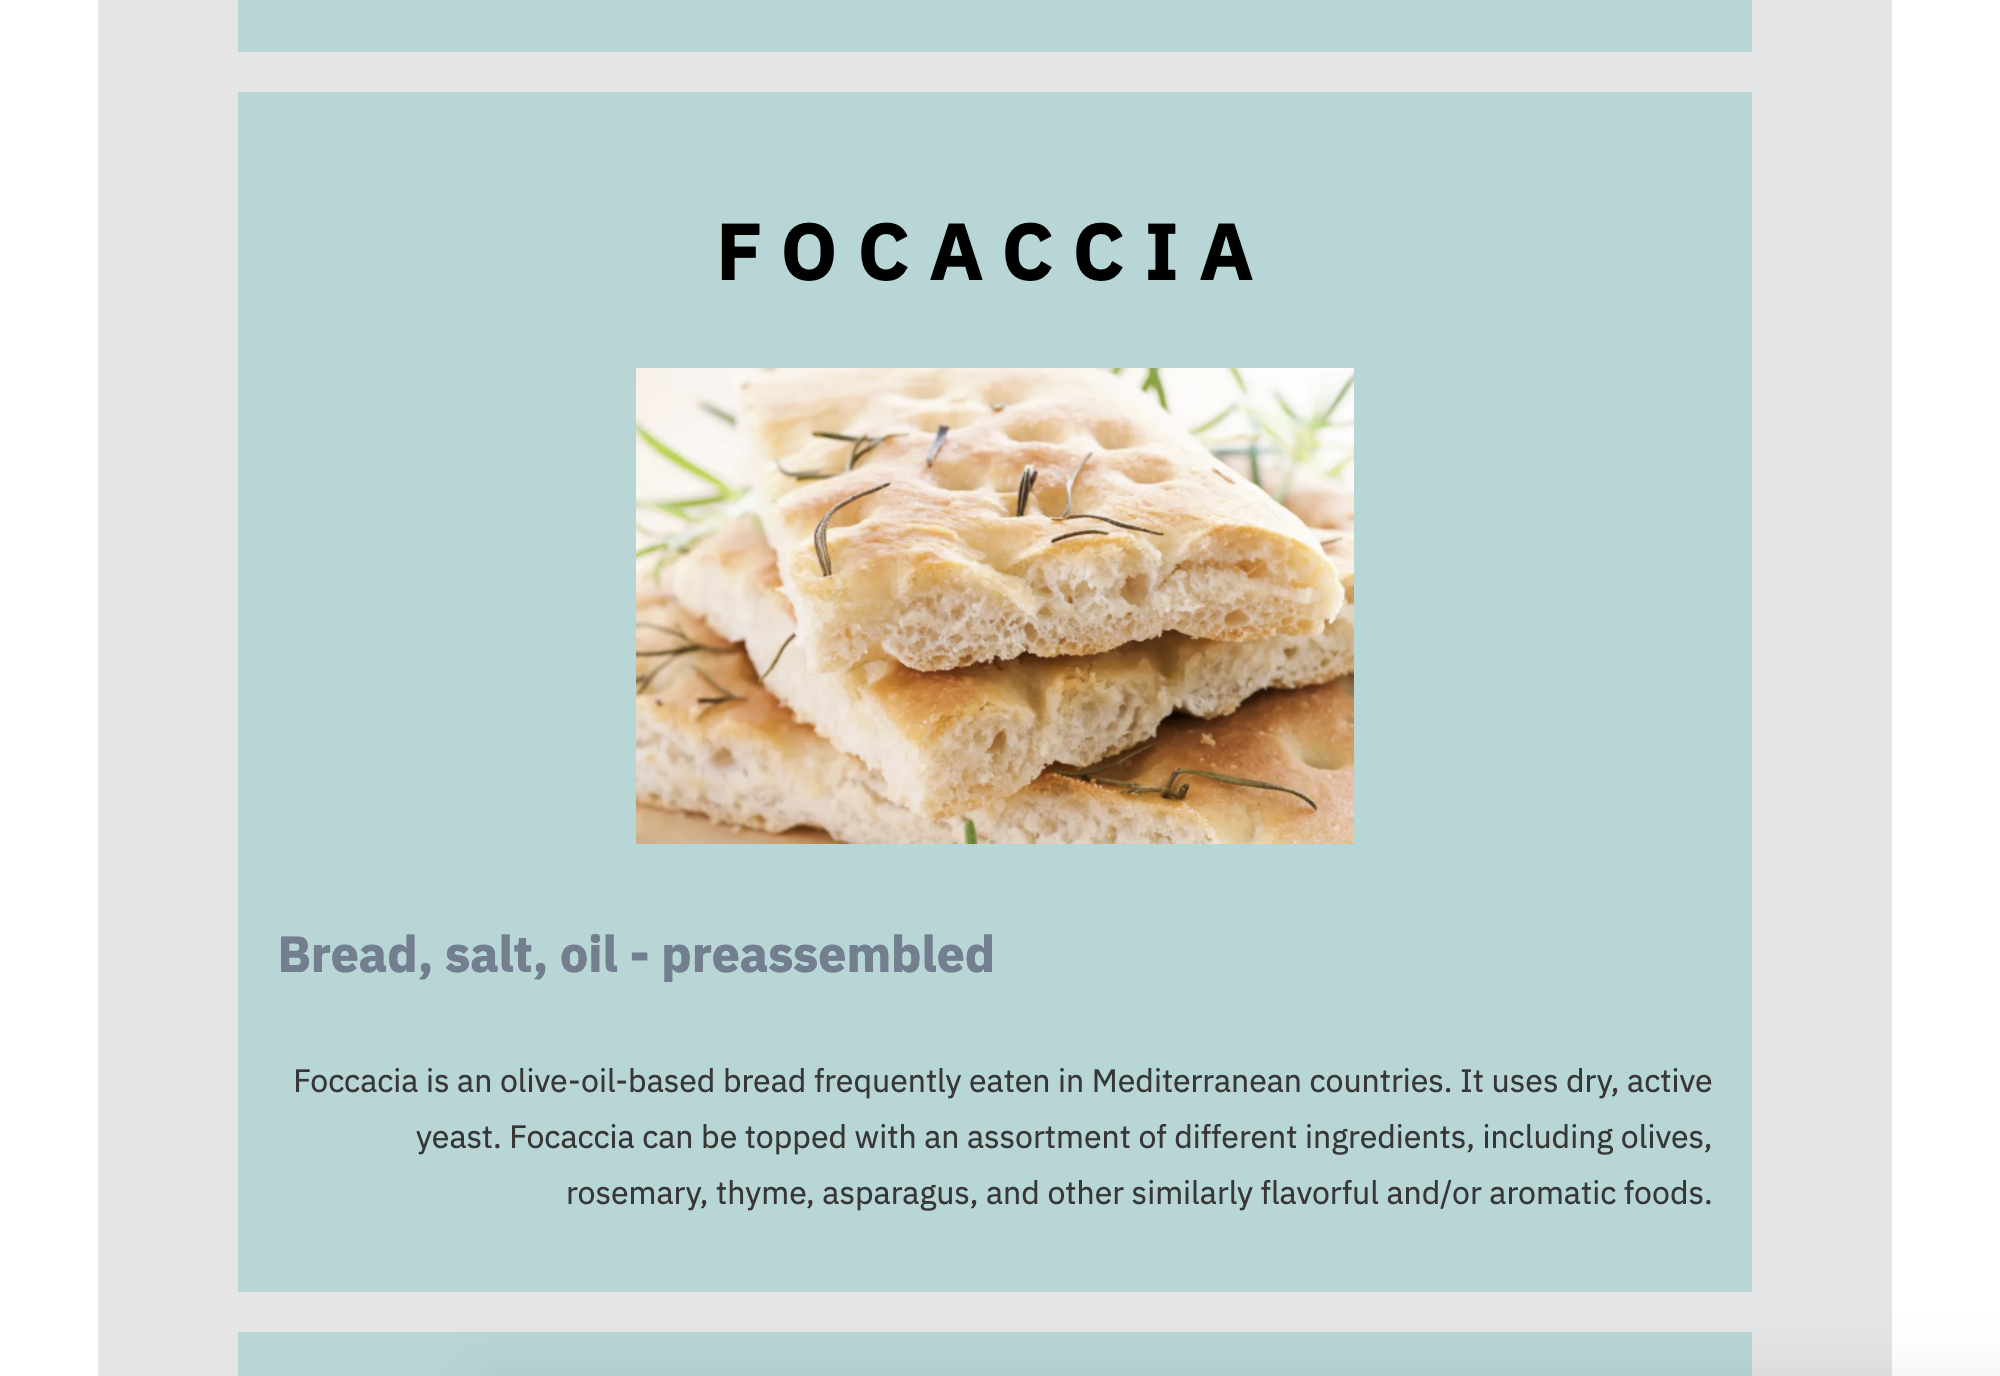 FOCACCIA
Bread, salt, oil - preassembled
Foccacia is an olive-oil-based bread frequently eaten in Mediterranean countries. It uses dry, active
yeast. Focaccia can be topped with an assortment of different ingredients, including olives,
rosemary, thyme, asparagus, and other similarly flavorful and/or aromatic foods.